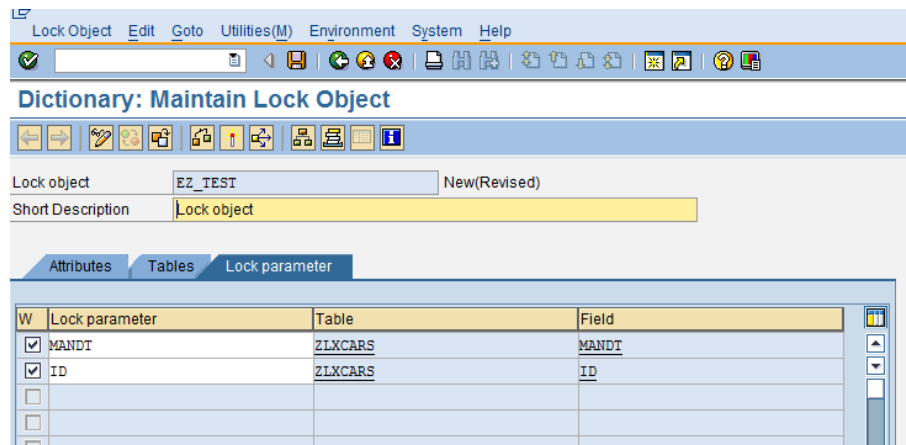 Lock Object Edit Goto Utilities(M) Environment System Help
Dictionary: Maintain Lock Object
Lock object EZ_TEST New(Revised)
Short Description Lock object
Attributes Tables Lock parameter
W Lock parameter Table Field
MANDT ZLXCARS MANDT
ID ZLXCARS ID